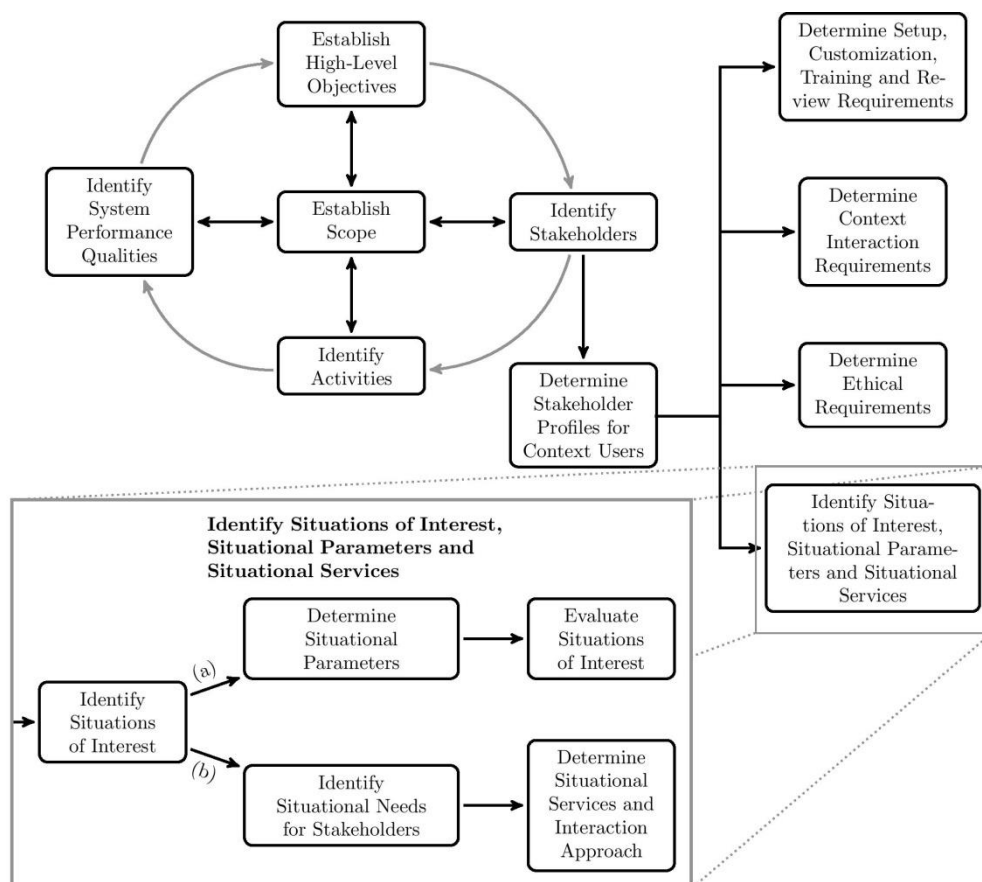 Establish
High-Level
Objectives
Determine Setup,
Customization,
Training and Re-
view Requirements
Identify
System
Performance
Qualities
Establish
Scope
Identify
Stakeholders
Determine
Context
Interaction
Requirements
Identify
Activities
Determine
Stakeholder
Profiles for
Context Users
Determine
Ethical
Requirements
Identify Situa-
tions of Interest,
Situational Parame-
ters and Situational
Services
Identify Situations of Interest,
Situational Parameters and
Situational Services
Identify
Situations
of Interest
(a)
Determine
Situational
Parameters
Evaluate
Situations
of Interest
(b)
Identify
Situational Needs
for Stakeholders
Determine
Situational
Services and
Interaction
Approach